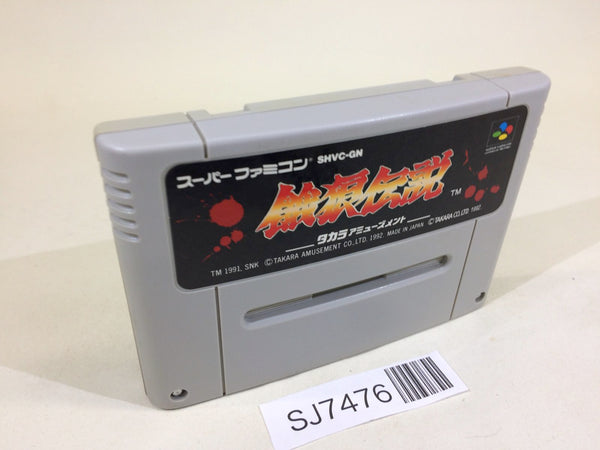 スーパーファミコン® SHVC-GN
餓狼伝説 TM
タカラアミューズメント
TM 1991. SNK ©TAKARA AMUSEMENT CO.,LTD. 1992. MADE IN JAPAN ©TAKARA CO.,LTD. 1992.
SJ7476